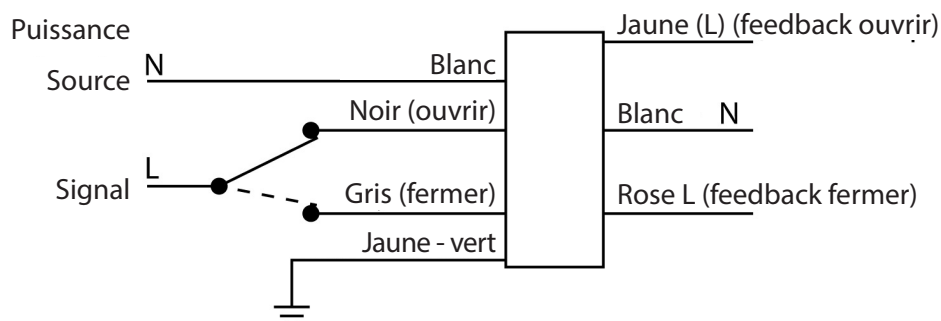 Puissance
Source
N
Blanc
Noir (ouvrir)
Signal
L
Gris (fermer)
Jaune - vert
Jaune (L) (feedback ouvrir)
Blanc N
Rose L (feedback fermer)